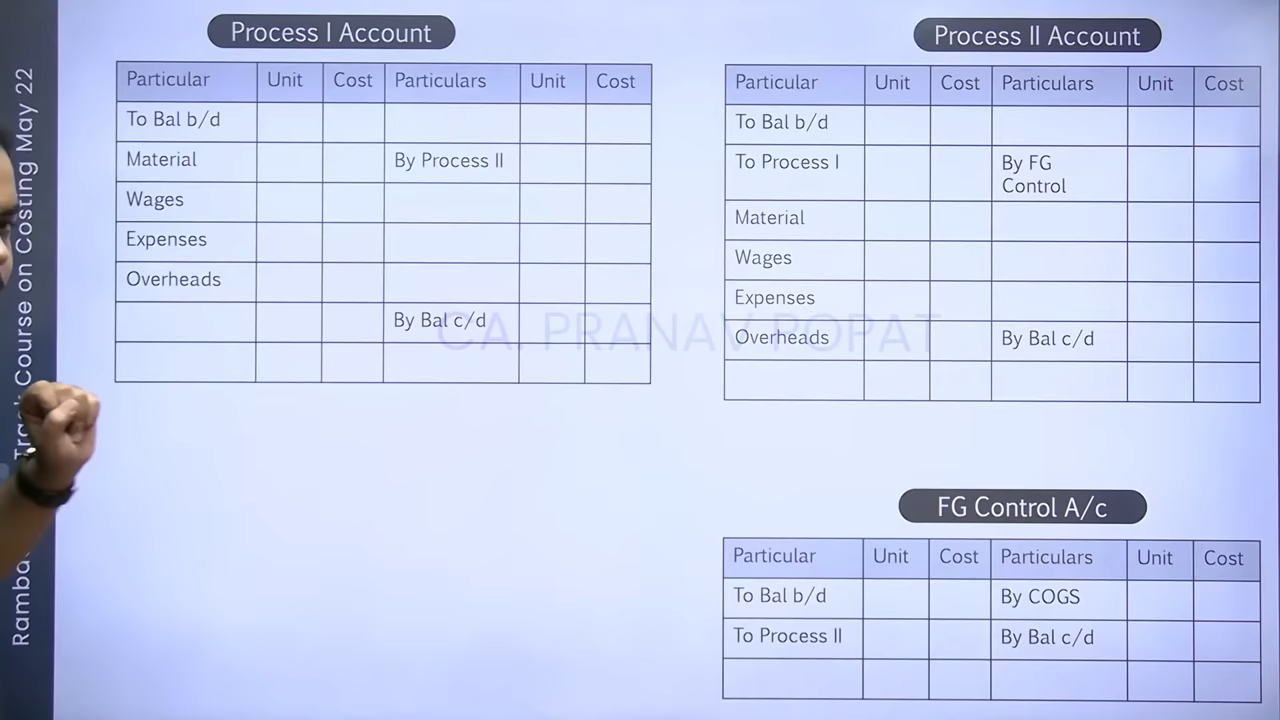 Process I Account
Particular Unit Cost Particulars Unit Cost
To Bal b/d
Material By Process II
Wages
Expenses
Overheads
By Bal c/d
Process II Account
Particular Unit Cost Particulars Unit Cost
To Bal b/d
To Process I By FG
Control
Material
Wages
Expenses
Overheads By Bal c/d
FG Control A/c
Particular Unit Cost Particulars Unit Cost
To Bal b/d By COGS
To Process II By Bal c/d
CA. PRANAV POPAT
Course on Costing May 22